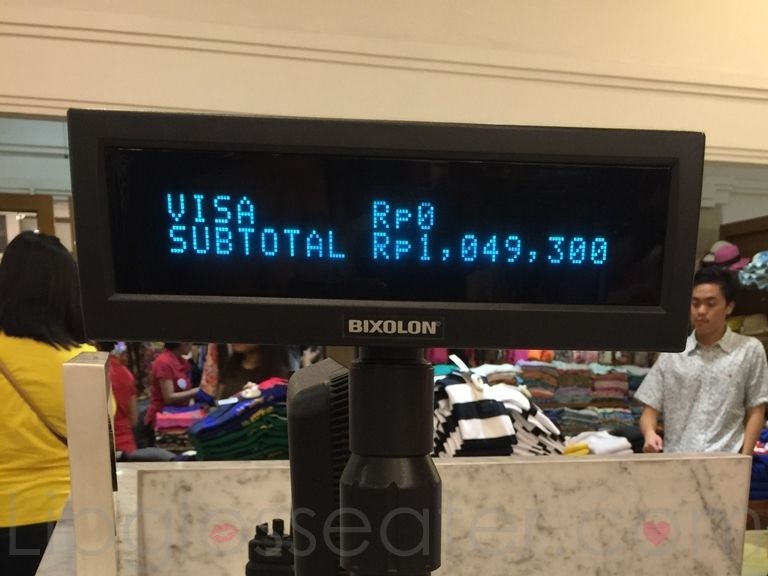 VISA Rp0
SUBTOTAL Rp1,049,300
BIXOLON
Lipglosseater.com